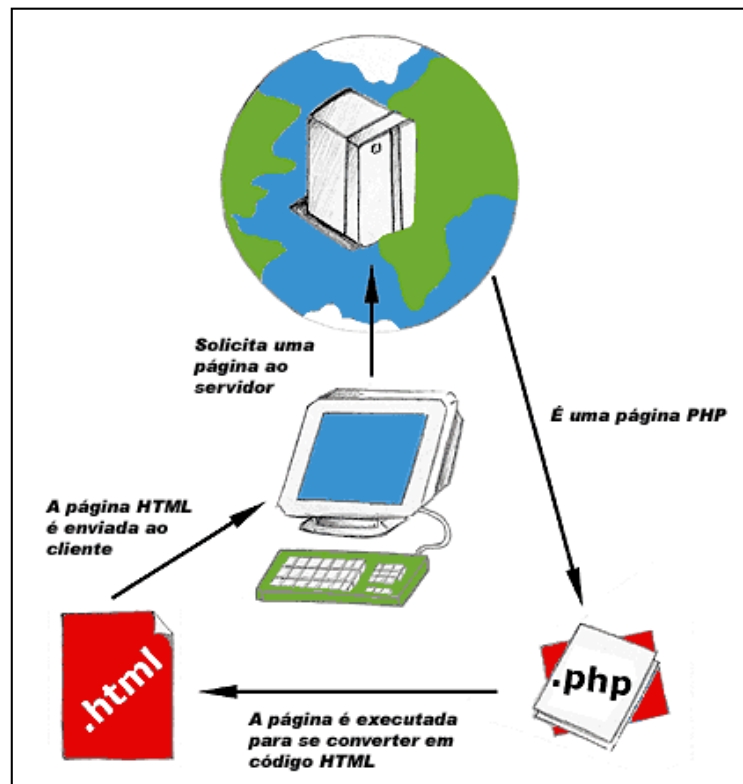 Solicita uma
página ao
servidor
É uma página PHP
A página HTML
é enviada ao
cliente
.html
.php
A página é executada
para se converter em
código HTML